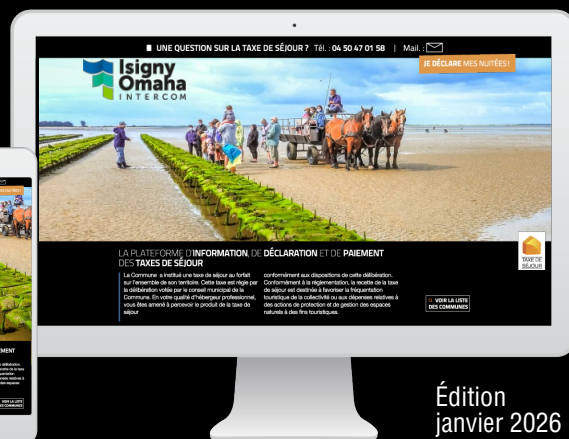 UNE QUESTION SUR LA TAXE DE SÉJOUR ? Tél. : 04 50 47 01 58 | Mail. :
JE DÉCLARE MES NUITÉES !
Isigny
Omaha
INTERCOM
LA PLATEFORME D'INFORMATION, DE DÉCLARATION ET DE PAIEMENT
DES TAXES DE SÉJOUR
La Commune a institué une taxe de séjour au forfait
sur l'ensemble de son territoire. Cette taxe est régie par
la délibération votée par le conseil municipal de la
Commune. En votre qualité d'hébergeur professionnel,
vous êtes amené à percevoir le produit de la taxe de
séjour
conformément aux dispositions de cette délibération.
Conformément à la réglementation, la recette de la taxe
de séjour est destinée à favoriser la fréquentation
touristique de la collectivité ou aux dépenses relatives à
des actions de protection et de gestion des espaces
naturels à des fins touristiques.
TAXE DE
SÉJOUR
VOIR LA LISTE
DES COMMUNES
EMENT
VOIR LA LISTE
DES COMMUNES
Édition
janvier 2026